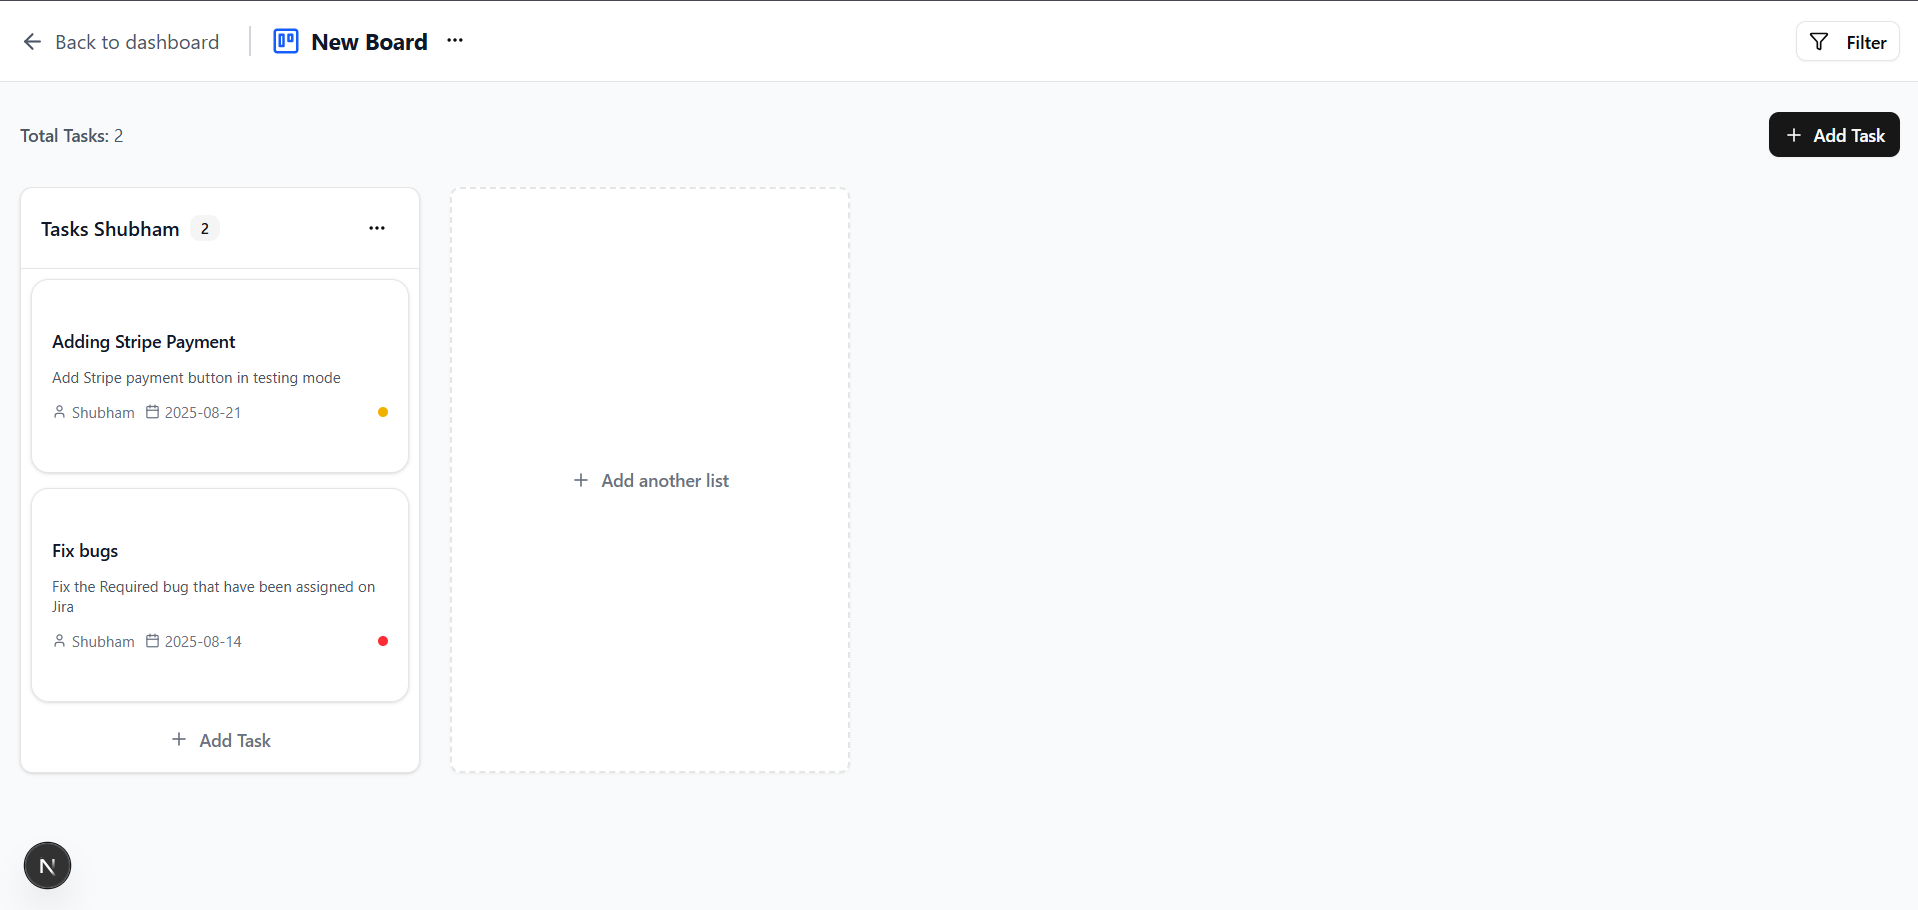 Back to dashboard
New Board
Filter
Total Tasks: 2
Add Task
Tasks Shubham 2
Adding Stripe Payment
Add Stripe payment button in testing mode
Shubham 2025-08-21
Fix bugs
Fix the Required bug that have been assigned on
Jira
Shubham 2025-08-14
Add Task
Add another list
N